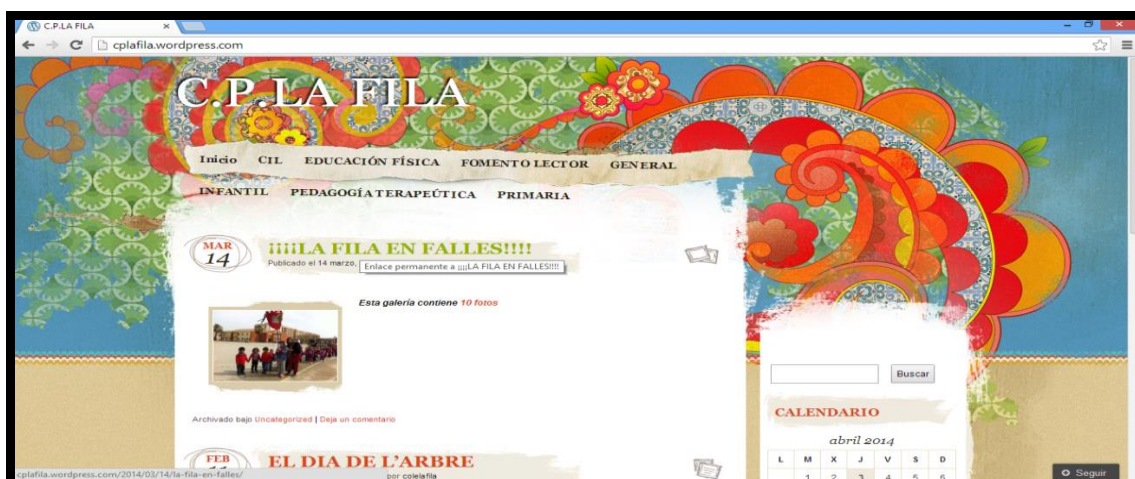 C.P.LA FILA
cplafila.wordpress.com
C.P.LA FILA
Inicio CIL EDUCACIÓN FÍSICA FOMENTO LECTOR GENERAL
INFANTIL PEDAGOGÍA TERAPEÚTICA PRIMARIA
MAR
14
¡¡¡¡LA FILA EN FALLES!!!!
Publicado el 14 marzo,
Enlace permanente a ¡¡¡¡LA FILA EN FALLES!!!!
Esta galería contiene 10 fotos
Buscar
Archivado bajo Uncategorized | Deja un comentario
CALENDARIO
abril 2014
L M X J V S D
1 2 3 4 5 6
FEB
EL DIA DE L'ARBRE
por colelafila
cplafila.wordpress.com/2014/03/14/la-fila-en-falles/
Seguir